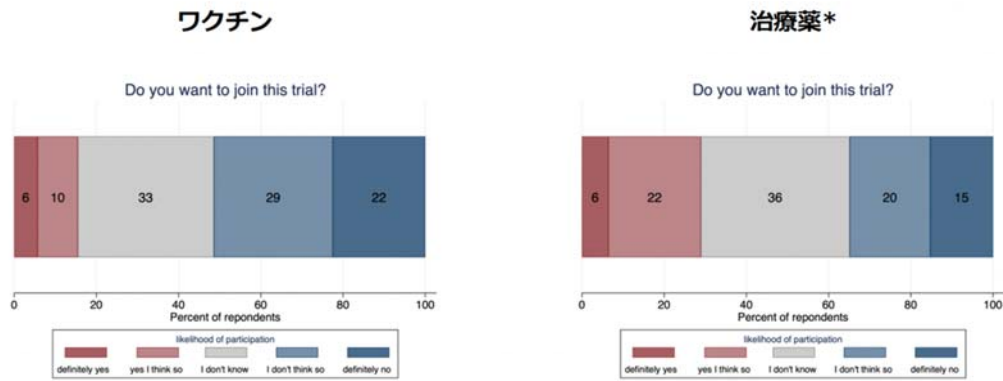 ワクチン
Do you want to join this trial?
6 10 33 29 22
0 20 40 60 80 100
Percent of repondents
likelihood of participation
definitely yes yes I think so I don't know I don't think so definitely no
治療薬*
Do you want to join this trial?
6 22 36 20 15
0 20 40 60 80 100
Percent of repondents
likelihood of participation
definitely yes yes I think so I don't know I don't think so definitely no